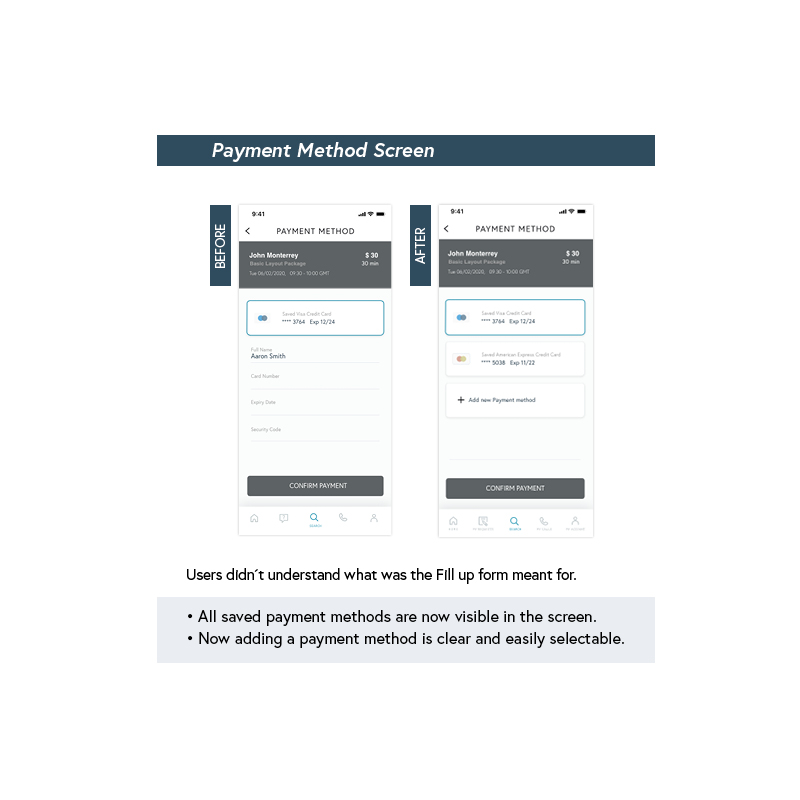 Payment Method Screen
BEFORE
9:41
PAYMENT METHOD
John Monterrey
$ 30
Basic Layout Package
30 min
Tue 06/02/2020, 09:30 - 10:00 GMT
Saved Visa Credit Card
**** 3764 Exp 12/24
Full Name
Aaron Smith
Card Number
Expiry Date
Security Code
CONFIRM PAYMENT
SEARCH
AFTER
9:41
PAYMENT METHOD
John Monterrey
$ 30
Basic Layout Package
30 min
Tue 06/02/2020, 09:30 - 10:00 GMT
Saved Visa Credit Card
**** 3764 Exp 12/24
Saved American Express Credit Card
**** 5038 Exp 11/22
+ Add new Payment method
CONFIRM PAYMENT
SEARCH
Users didn´t understand what was the Fill up form meant for.
• All saved payment methods are now visible in the screen.
• Now adding a payment method is clear and easily selectable.